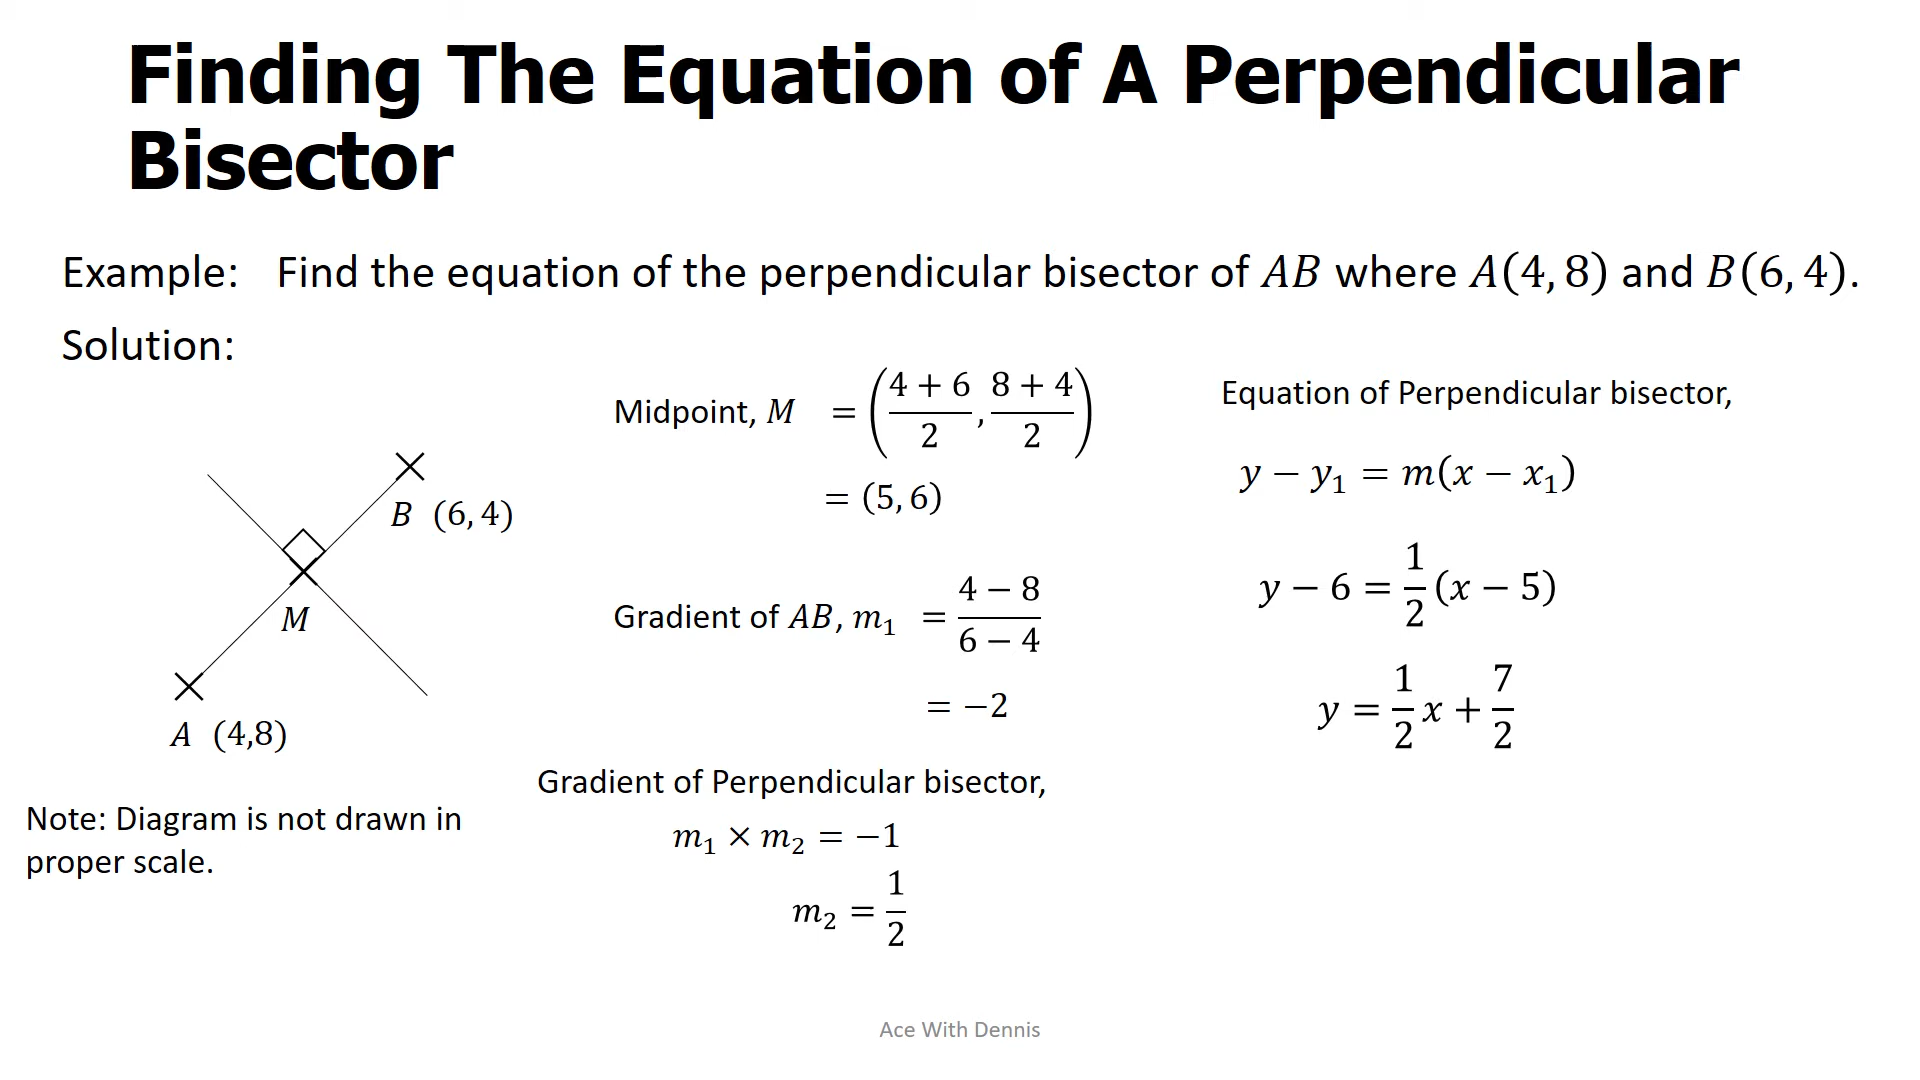 Finding The Equation of A Perpendicular
Bisector
Example: Find the equation of the perpendicular bisector of AB where A(4, 8) and B(6, 4).
Solution:
B (6, 4)
M
A (4,8)
Note: Diagram is not drawn in
proper scale.
Midpoint, M = ((4 + 6)/2, (8 + 4)/2)
= (5, 6)
Gradient of AB, m₁ = (4 − 8)/(6 − 4)
= −2
Gradient of Perpendicular bisector,
m₁ × m₂ = −1
m₂ = 1/2
Equation of Perpendicular bisector,
y − y₁ = m(x − x₁)
y − 6 = 1/2 (x − 5)
y = 1/2 x + 7/2
Ace With Dennis